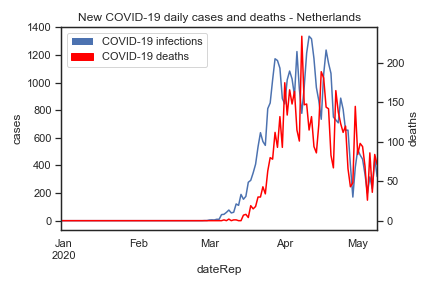 New COVID-19 daily cases and deaths - Netherlands
COVID-19 infections
COVID-19 deaths
1400
1200
1000
800
600
400
200
0
cases
200
150
100
50
0
deaths
Jan
2020
Feb
Mar
Apr
May
dateRep